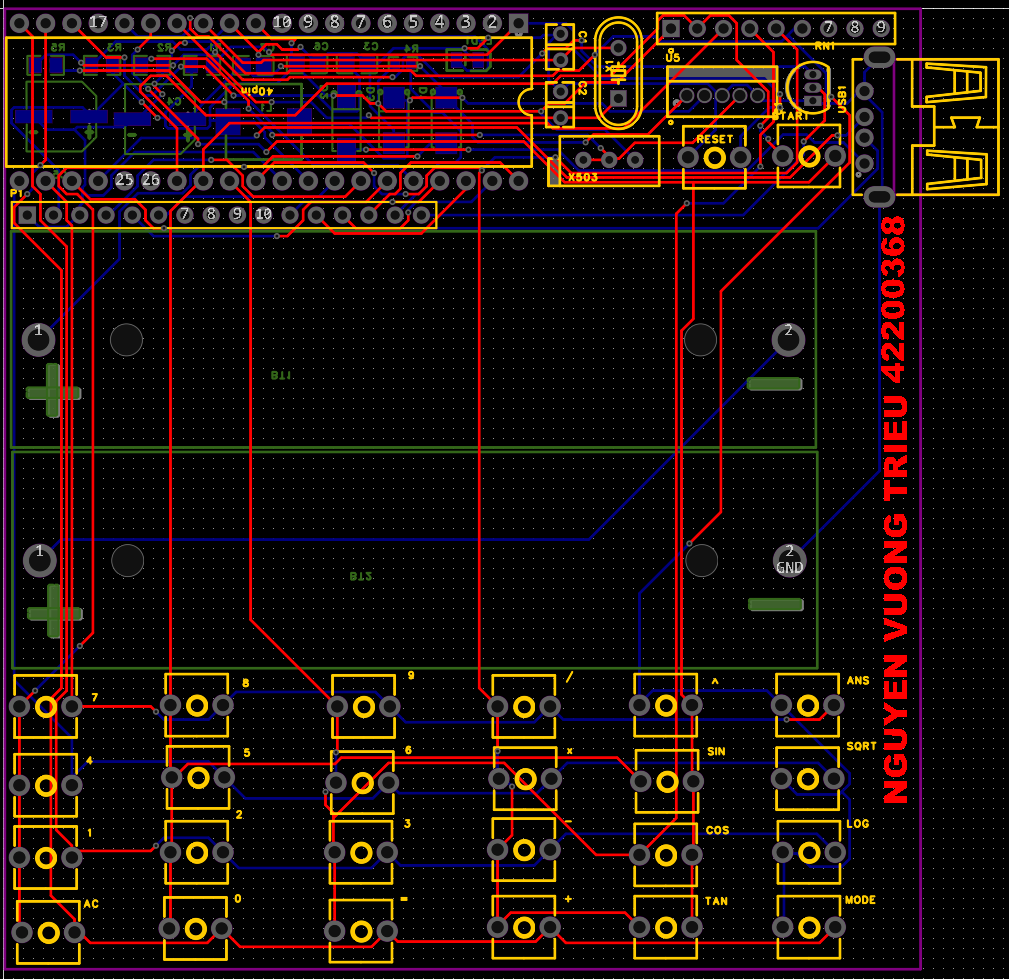 17 10 9 8 7 6 5 4 3 2
R5 R3 R2 C6 C3 R4
C4
40pin
C1
C2
X1
U5
RN1
7 8 9
USB1
START
RESET
X503
25 26
P1
7 8 9 10
1 2
BT1
1 2
GND
BT2
NGUYEN VUONG TRIEU 42200368
7 8 9 / ^ ANS
4 5 6 x SIN SQRT
1 2 3 - COS LOG
AC 0 = + TAN MODE